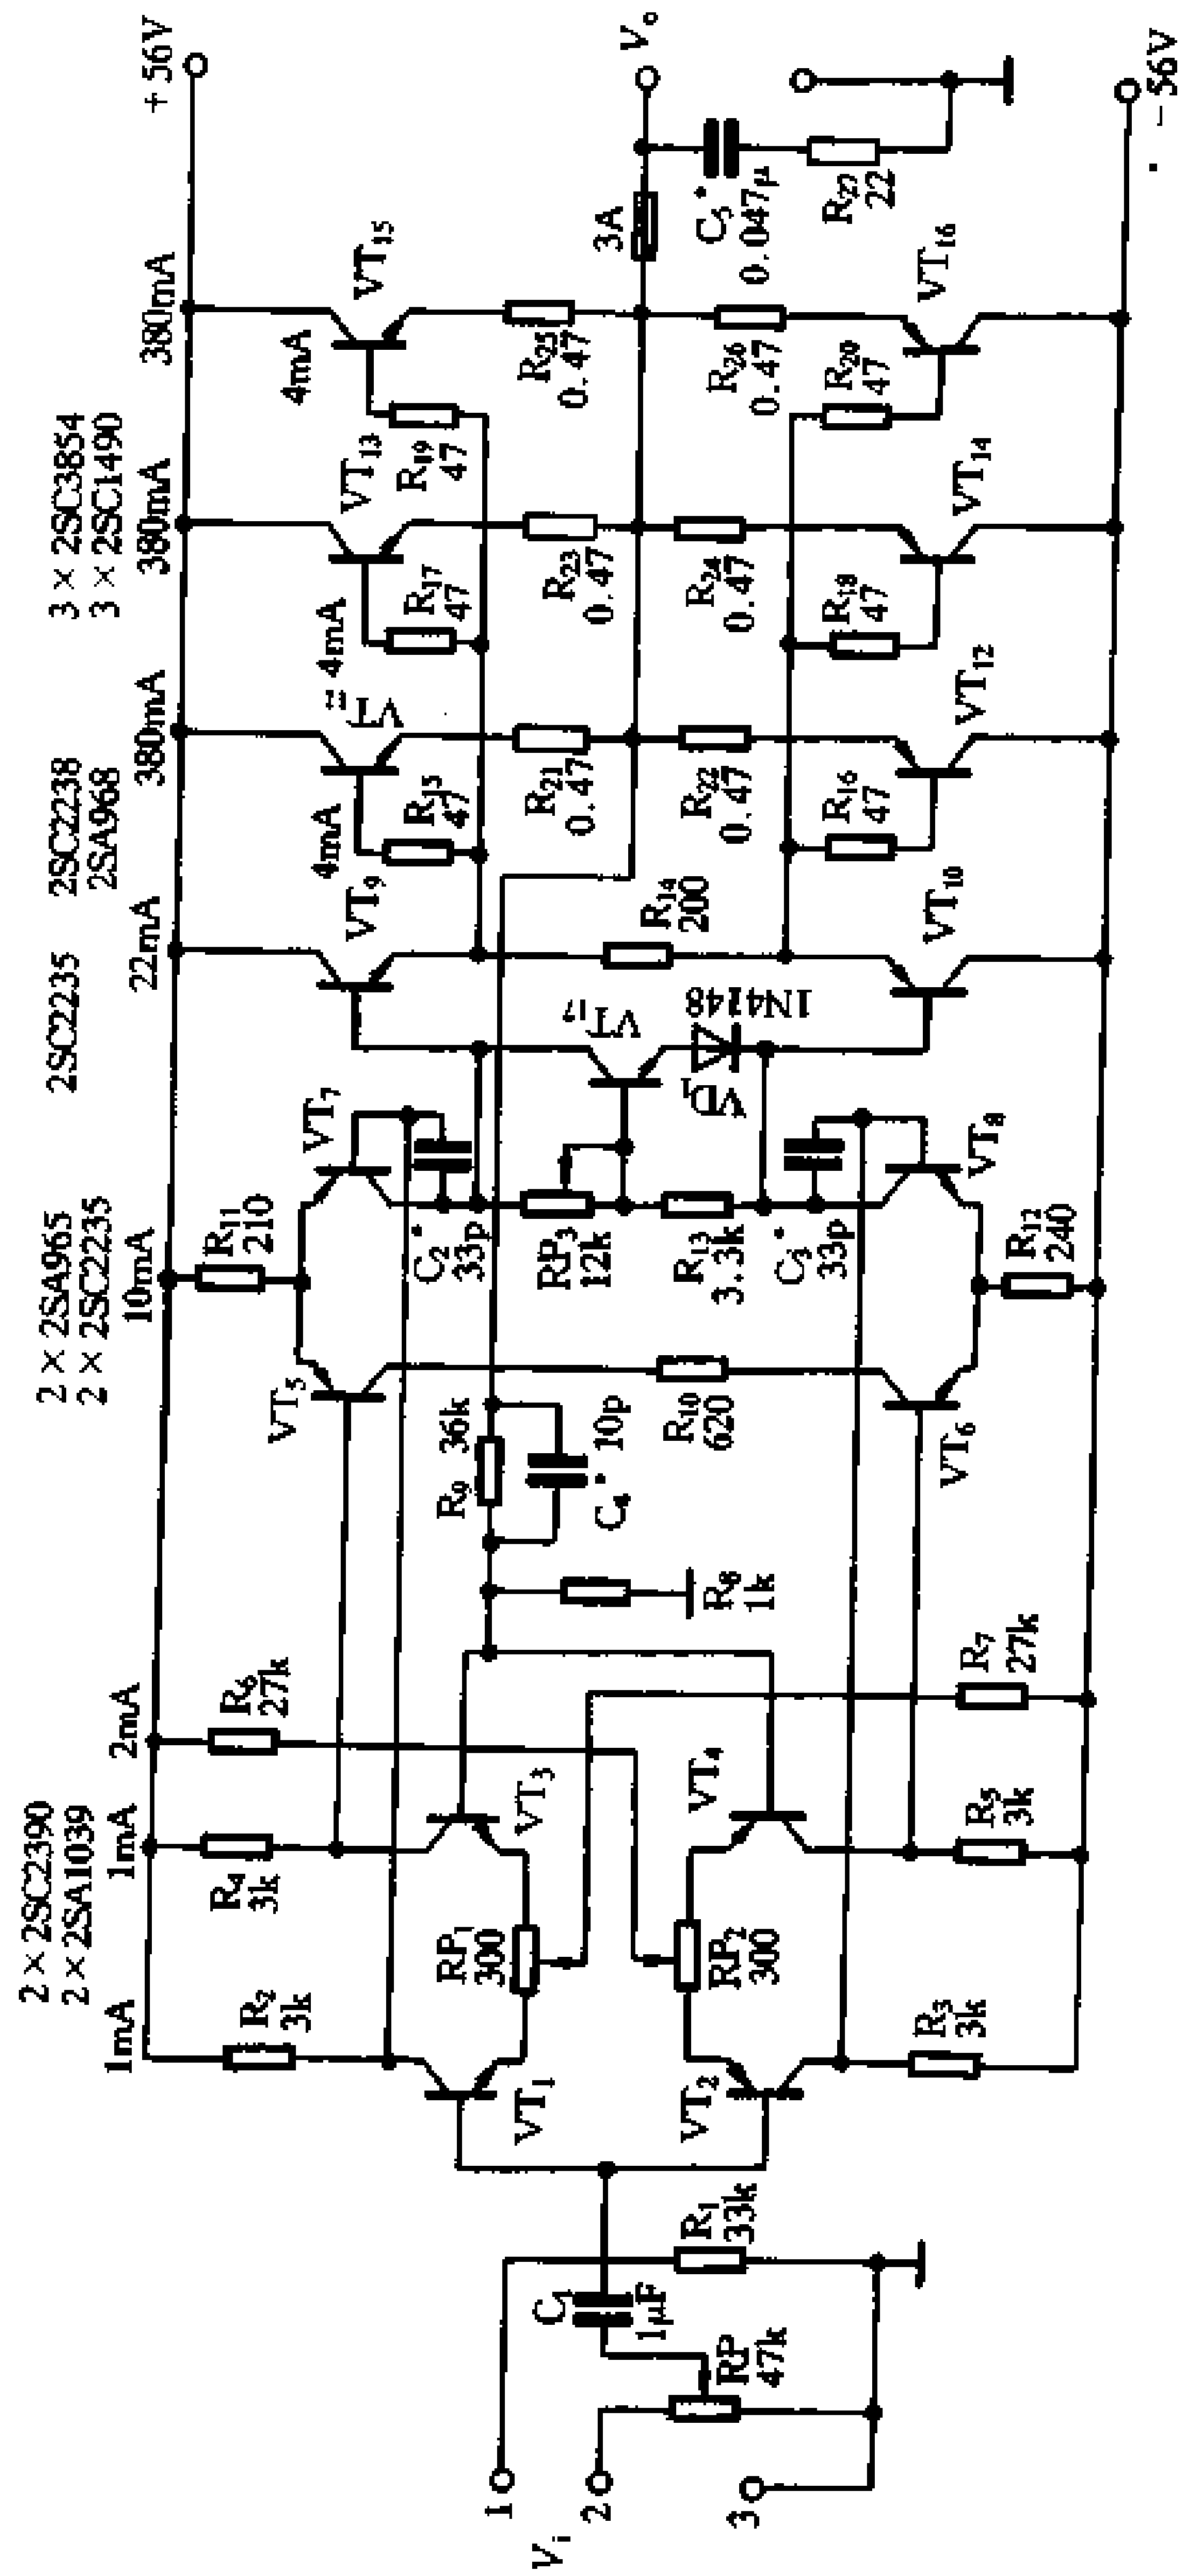 2×2SC2390
2×2SA1039
2×2SA965
2×2SC2235
2SC2235
2SC2238
2SA968
3×2SC3854
3×2SC1490
1mA
1mA
2mA
10mA
22mA
380mA
380mA
380mA
+56V
R2
3k
R4
3k
R6
27k
R11
210
VT5
VT7
VT9
4mA
VT11
4mA
VT13
4mA
VT15
R15
47
R17
47
R19
47
C2*
33p
VT1
RP1
300
VT3
R9
36k
C4*
10p
R8
1k
RP3
12k
VT17
VD1
1N4148
R14
200
R21
0.47
R23
0.47
R25
0.47
3A
Vo
C5*
0.047μ
R27
22
Vi
1
2
3
C1
1μF
RP
47k
R1
33k
VT2
RP2
300
VT4
R10
620
R13
3.3k
C3*
33p
R22
0.47
R24
0.47
R26
0.47
R16
47
R18
47
R20
47
R3
3k
R5
3k
R7
27k
VT6
VT8
R12
240
VT10
VT12
VT14
VT16
-56V